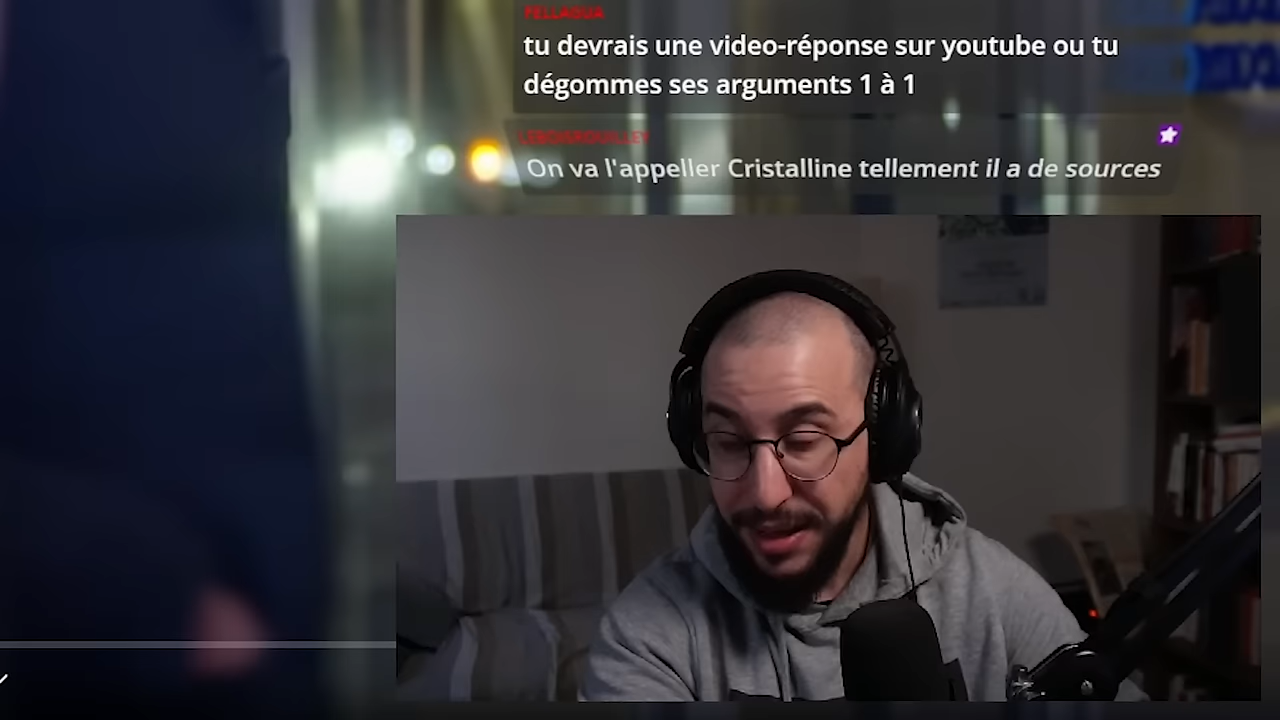 FELLAGUA
tu devrais une video-réponse sur youtube ou tu
dégommes ses arguments 1 à 1
On va l'appeller Cristalline tellement il a de sources